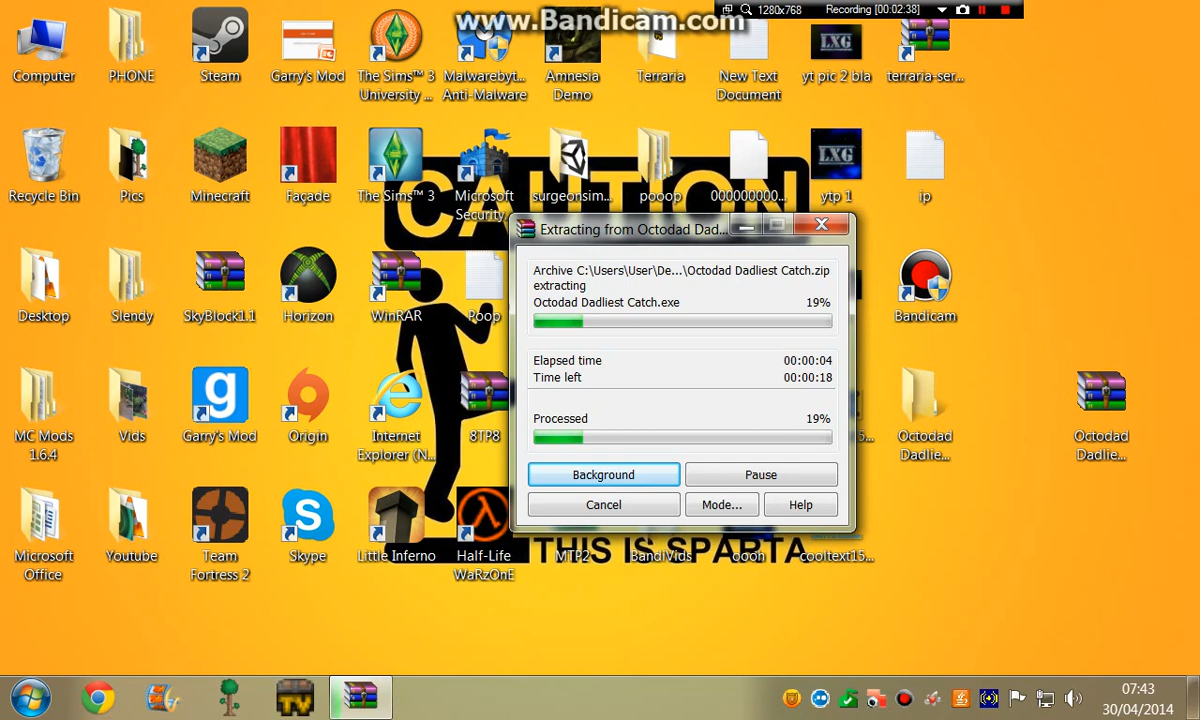 www.Bandicam.com
1280x768
Recording [00:02:38]
Computer
PHONE
Steam
Garry's Mod
The Sims™ 3
University ...
Malwarebyt...
Anti-Malware
Amnesia
Demo
Terraria
New Text
Document
yt pic 2 bla
terraria-ser...
LXG
Recycle Bin
Pics
Minecraft
Façade
The Sims™ 3
Microsoft
Security
surgeonsim...
pooop
000000000...
ytp 1
ip
LXG
CAUTION
Desktop
Slendy
SkyBlock1.1
Horizon
WinRAR
Poop
Bandicam
Extracting from Octodad Dad...
Archive C:\Users\User\De...\Octodad Dadliest Catch.zip
extracting
Octodad Dadliest Catch.exe 19%
Elapsed time 00:00:04
Time left 00:00:18
Processed 19%
Background
Pause
Cancel
Mode...
Help
MC Mods
1.6.4
Vids
Garry's Mod
Origin
Internet
Explorer (N...
8TP8
Octodad
Dadlie...
Octodad
Dadlie...
Microsoft
Office
Youtube
Team
Fortress 2
Skype
Little Inferno
Half-Life
WaRzOnE
MTP2
BandiVids
ooon
cooltext15...
THIS IS SPARTA
TV
07:43
30/04/2014